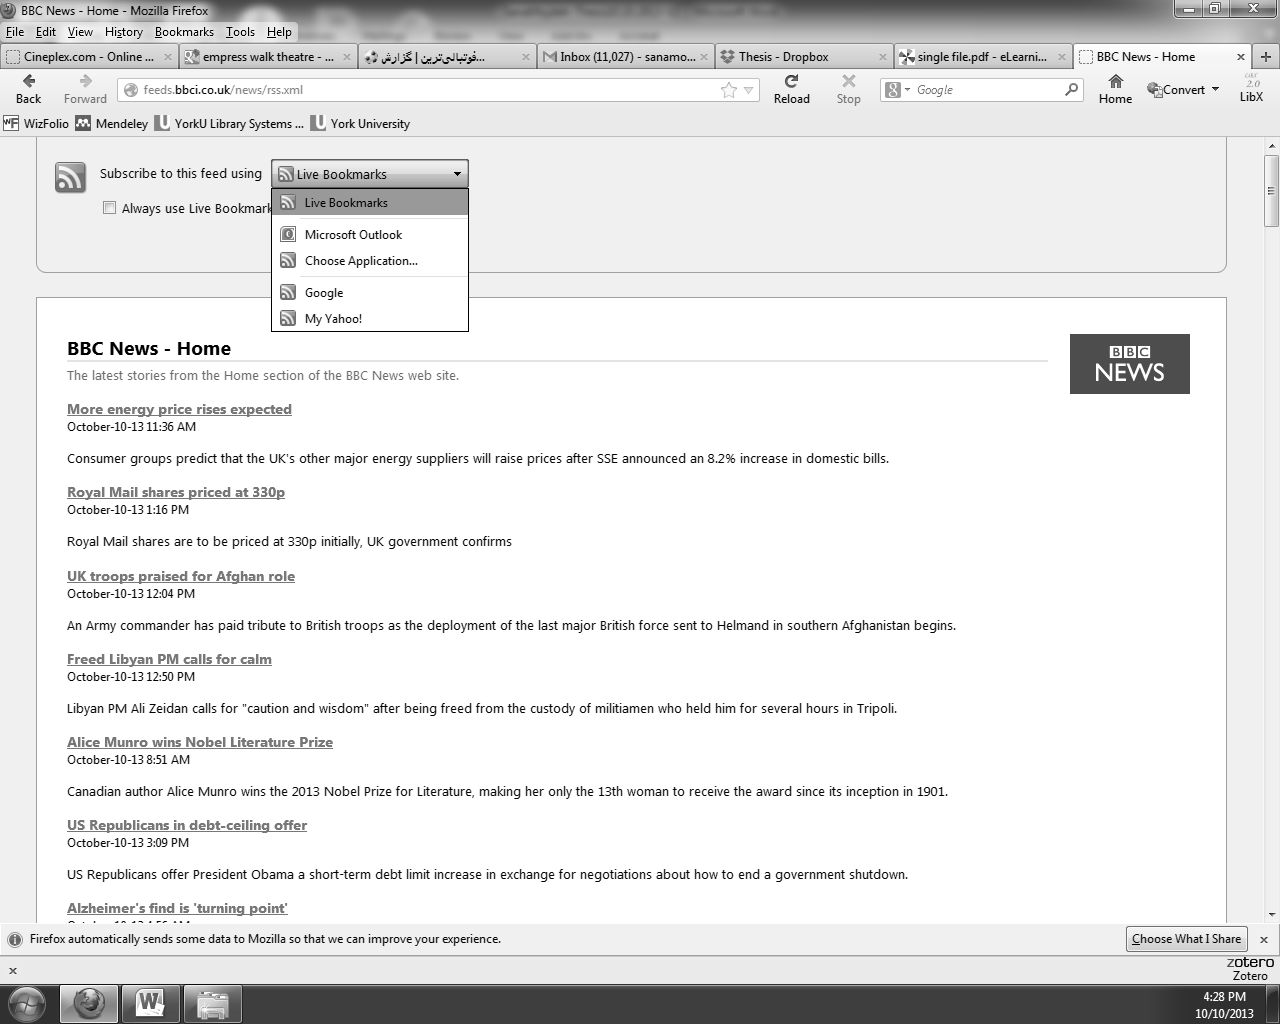 BBC News - Home - Mozilla Firefox
File Edit View History Bookmarks Tools Help
Cineplex.com - Online ...
empress walk theatre - ...
فوتبالی‌ترین | گزارش...
Inbox (11,027) - sanamo...
Thesis - Dropbox
single file.pdf - eLearni...
BBC News - Home
Back
Forward
feeds.bbci.co.uk/news/rss.xml
Reload
Stop
Google
Home
Convert
2.0
LibX
WizFolio
Mendeley
YorkU Library Systems ...
York University
Subscribe to this feed using
Live Bookmarks
Always use Live Bookmark
Live Bookmarks
Microsoft Outlook
Choose Application...
Google
My Yahoo!
BBC News - Home
BBC
NEWS
The latest stories from the Home section of the BBC News web site.
More energy price rises expected
October-10-13 11:36 AM
Consumer groups predict that the UK's other major energy suppliers will raise prices after SSE announced an 8.2% increase in domestic bills.
Royal Mail shares priced at 330p
October-10-13 1:16 PM
Royal Mail shares are to be priced at 330p initially, UK government confirms
UK troops praised for Afghan role
October-10-13 12:04 PM
An Army commander has paid tribute to British troops as the deployment of the last major British force sent to Helmand in southern Afghanistan begins.
Freed Libyan PM calls for calm
October-10-13 12:50 PM
Libyan PM Ali Zeidan calls for "caution and wisdom" after being freed from the custody of militiamen who held him for several hours in Tripoli.
Alice Munro wins Nobel Literature Prize
October-10-13 8:51 AM
Canadian author Alice Munro wins the 2013 Nobel Prize for Literature, making her only the 13th woman to receive the award since its inception in 1901.
US Republicans in debt-ceiling offer
October-10-13 3:09 PM
US Republicans offer President Obama a short-term debt limit increase in exchange for negotiations about how to end a government shutdown.
Alzheimer's find is 'turning point'
Firefox automatically sends some data to Mozilla so that we can improve your experience.
Choose What I Share
zotero
Zotero
4:28 PM
10/10/2013